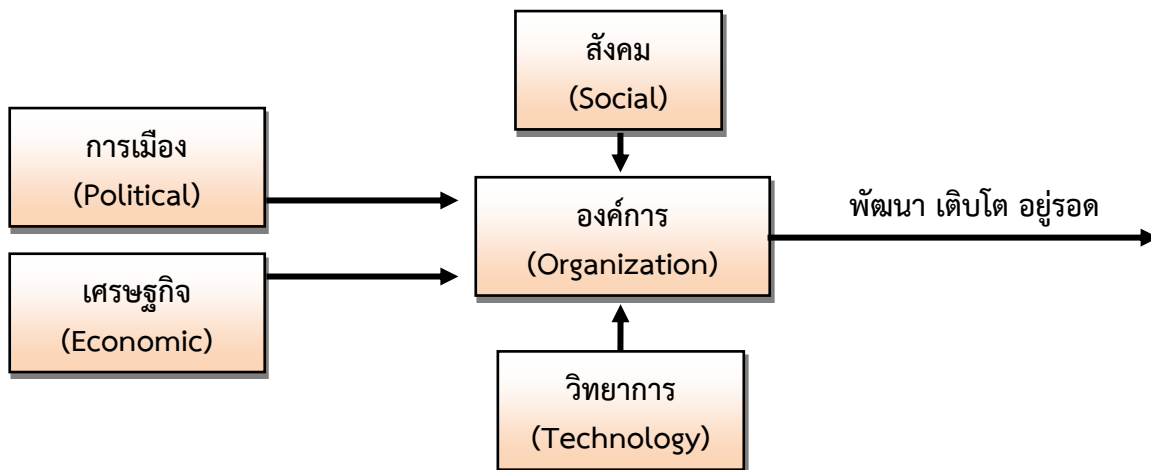 สังคม
(Social)
การเมือง
(Political)
องค์การ
(Organization)
พัฒนา เติบโต อยู่รอด
เศรษฐกิจ
(Economic)
วิทยาการ
(Technology)